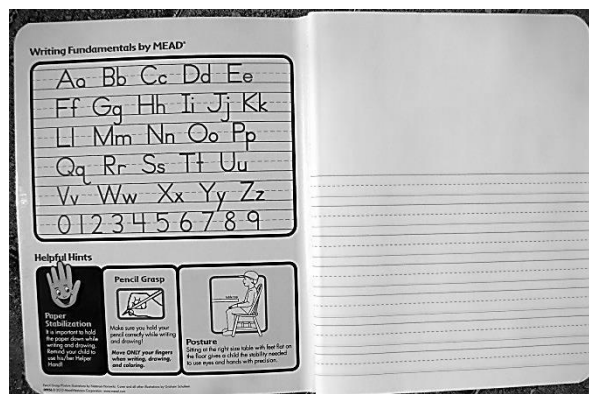 Writing Fundamentals by MEAD®
Aa Bb Cc Dd Ee
Ff Gg Hh Ii Jj Kk
Ll Mm Nn Oo Pp
Qq Rr Ss Tt Uu
Vv Ww Xx Yy Zz
0 1 2 3 4 5 6 7 8 9
Helpful Hints
Paper
Stabilization
It is important to hold
the paper down while
writing and drawing.
Remind your child to
use his/her Helper
Hand!
Pencil Grasp
Make sure you hold your
pencil correctly while writing
and drawing!
Move ONLY your fingers
when writing, drawing,
and coloring.
Posture
Sitting at the right size table with feet flat on
the floor gives a child the stability needed
to use eyes and hands with precision.